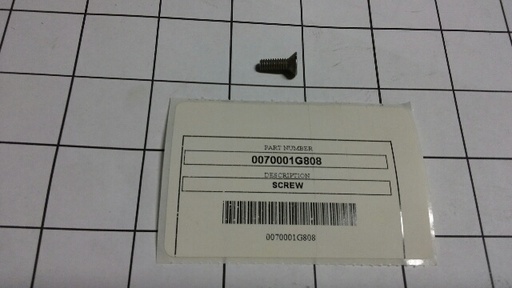 PART NUMBER
0070001G808
DESCRIPTION
SCREW
0070001G808